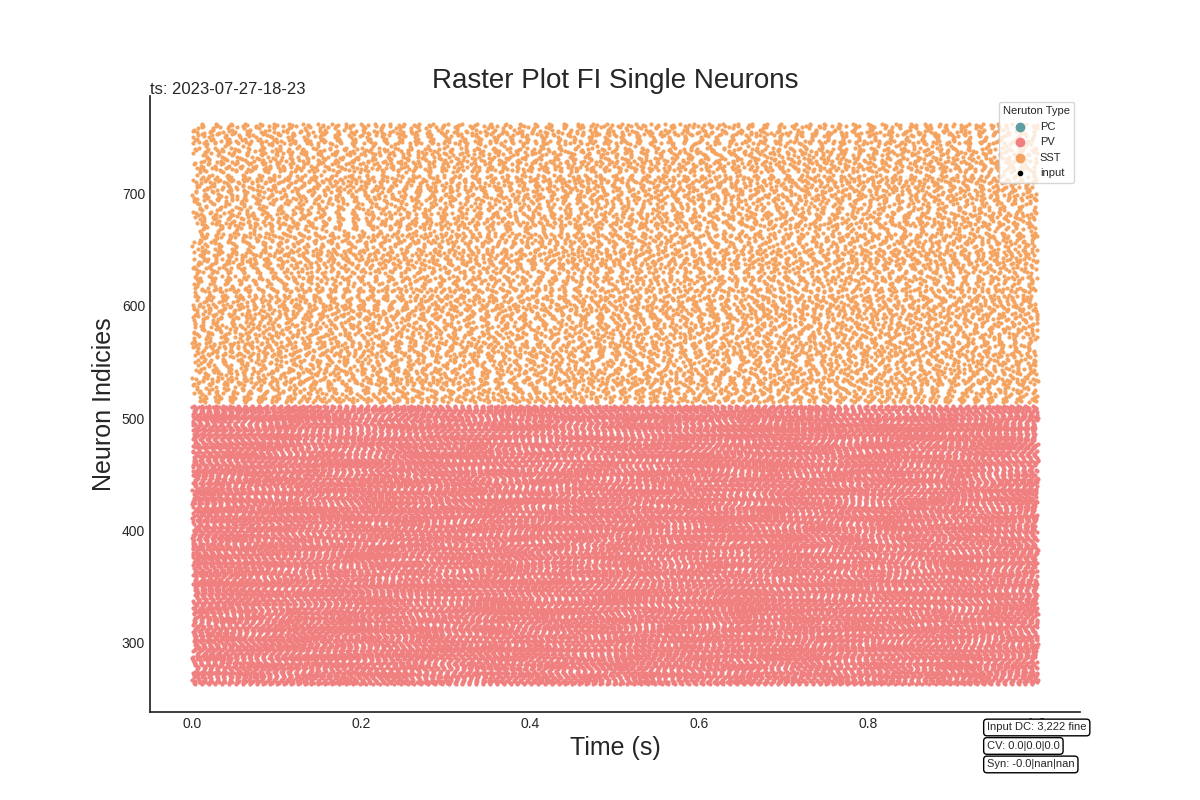 Raster Plot FI Single Neurons
ts: 2023-07-27-18-23
Neruton Type
PC
PV
SST
input
Neuron Indicies
700
600
500
400
300
0.0 0.2 0.4 0.6 0.8
Time (s)
Input DC: 3,222 fine
CV: 0.0|0.0|0.0
Syn: -0.0|nan|nan